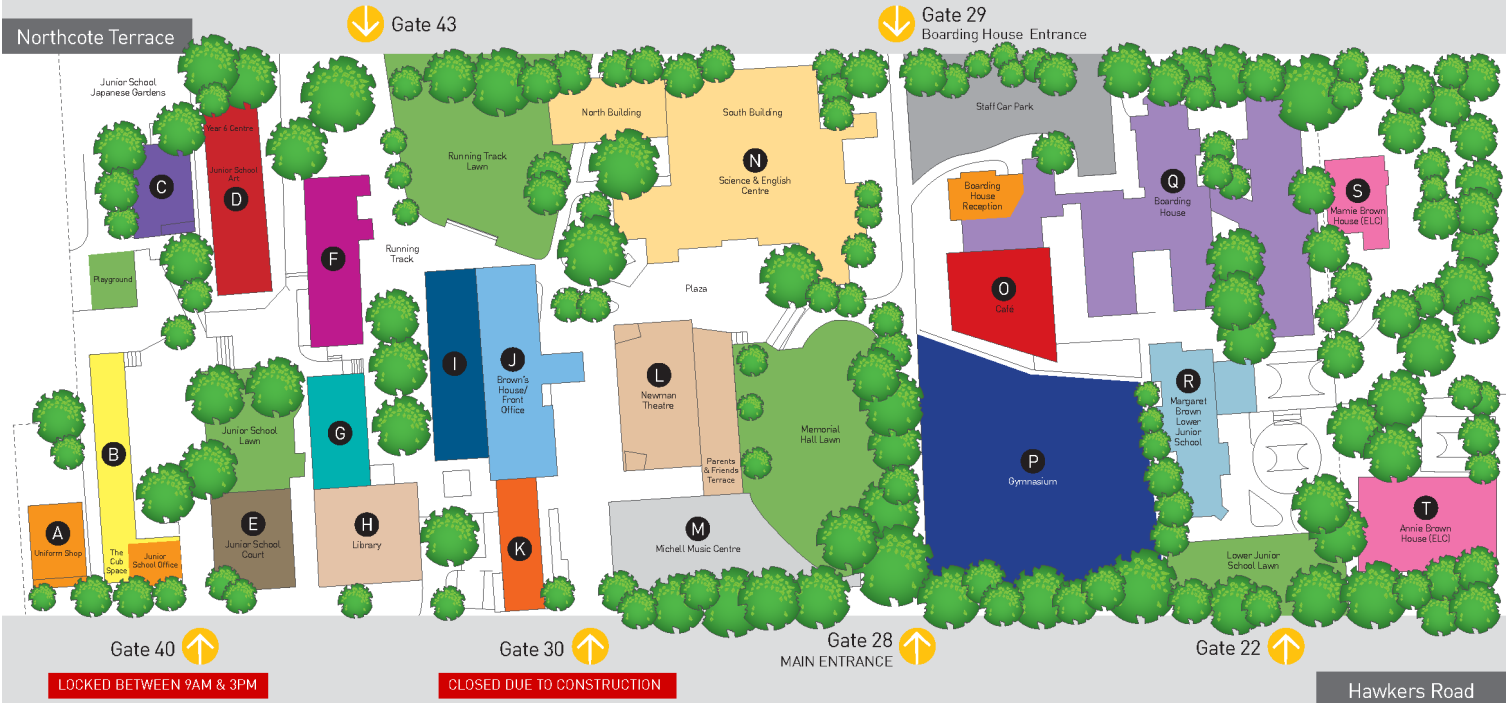 Gate 43
Gate 29
Boarding House Entrance
Northcote Terrace
Junior School
Japanese Gardens
Year 6 Centre
Junior School
Art
C
D
Playground
F
Running Track
Lawn
Running
Track
North Building
South Building
N
Science & English
Centre
Plaza
Staff Car Park
Boarding
House
Reception
Q
Boarding
House
S
Marnie Brown
House (ELC)
O
Café
I
J
Brown's
House/
Front
Office
L
Newman
Theatre
Parents
& Friends
Terrace
Memorial
Hall Lawn
R
Margaret
Brown
Lower
Junior
School
P
Gymnasium
B
Junior School
Lawn
G
A
Uniform Shop
The
Cub
Space
Junior
School Office
E
Junior School
Court
H
Library
K
M
Michell Music Centre
T
Annie Brown
House (ELC)
Lower Junior
School Lawn
Gate 40
LOCKED BETWEEN 9AM & 3PM
Gate 30
CLOSED DUE TO CONSTRUCTION
Gate 28
MAIN ENTRANCE
Gate 22
Hawkers Road